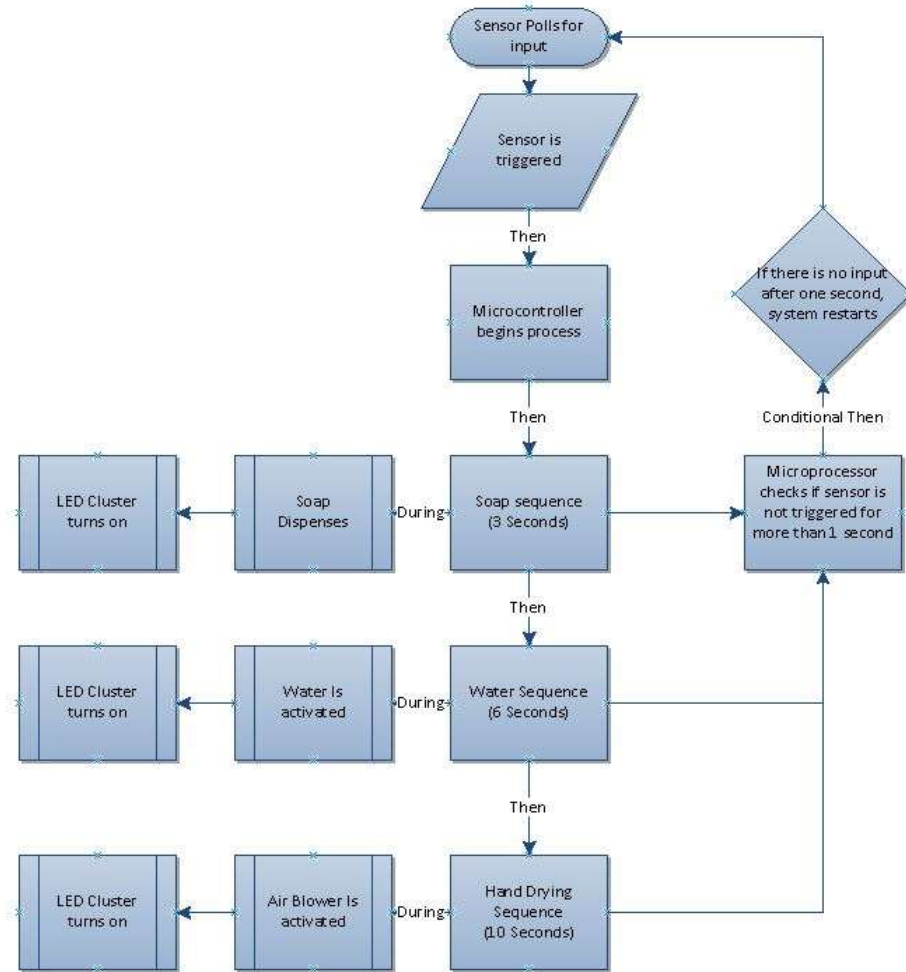 Sensor Polls for
input
Sensor is
triggered
Then
Microcontroller
begins process
If there is no input
after one second,
system restarts
Then
Conditional Then
LED Cluster
turns on
Soap
Dispenses
During
Soap sequence
(3 Seconds)
Microprocessor
checks if sensor is
not triggered for
more than 1 second
Then
LED Cluster
turns on
Water Is
activated
During
Water Sequence
(6 Seconds)
Then
LED Cluster
turns on
Air Blower Is
activated
During
Hand Drying
Sequence
(10 Seconds)